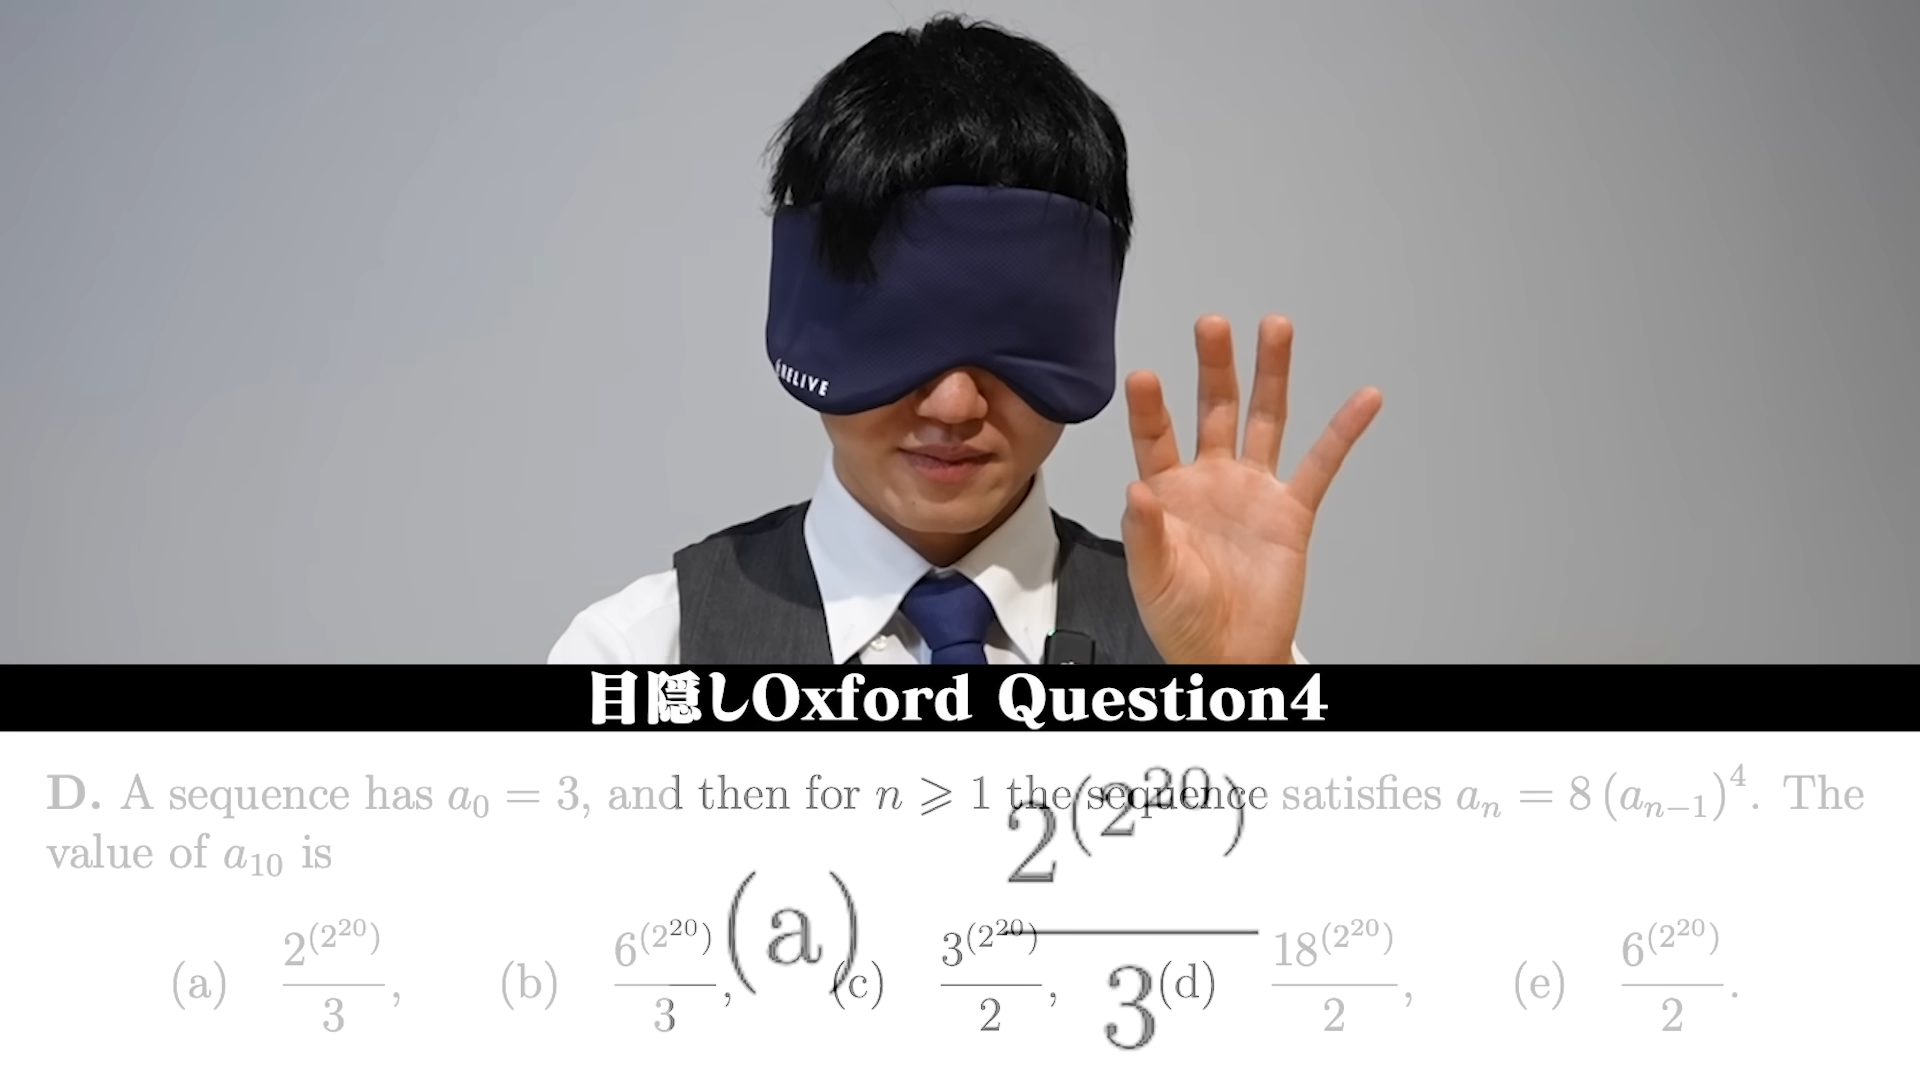 RELIVE
目隠しOxford Question4
D. A sequence has a₀ = 3, and then for n ⩾ 1 the sequence satisfies aₙ = 8 (aₙ₋₁)⁴. The
value of a₁₀ is
(a) 2^(2^20)/3, (b) 6^(2^20)/3, (c) 3^(2^20)/2, (d) 18^(2^20)/2, (e) 6^(2^20)/2.
(a) 2^(2^20)/3